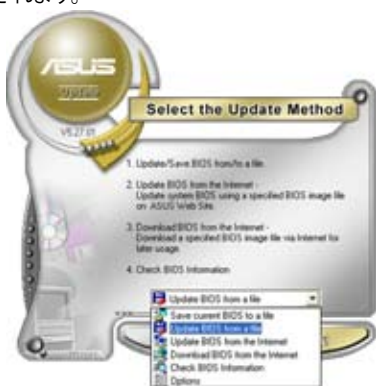 ります。
ASUS
Update
V5.27.01
Select the Update Method
1. Update/Save BIOS from/to a file.
2. Update BIOS from the Internet -
Update system BIOS using a specified BIOS image file
on ASUS Web Site.
3. Download BIOS from the Internet -
Download a specified BIOS image file via Internet for
later usage.
4. Check BIOS Information
Update BIOS from a file
Save current BIOS to a file
Update BIOS from a file
Update BIOS from the Internet
Download BIOS from the Internet
Check BIOS Information
Options